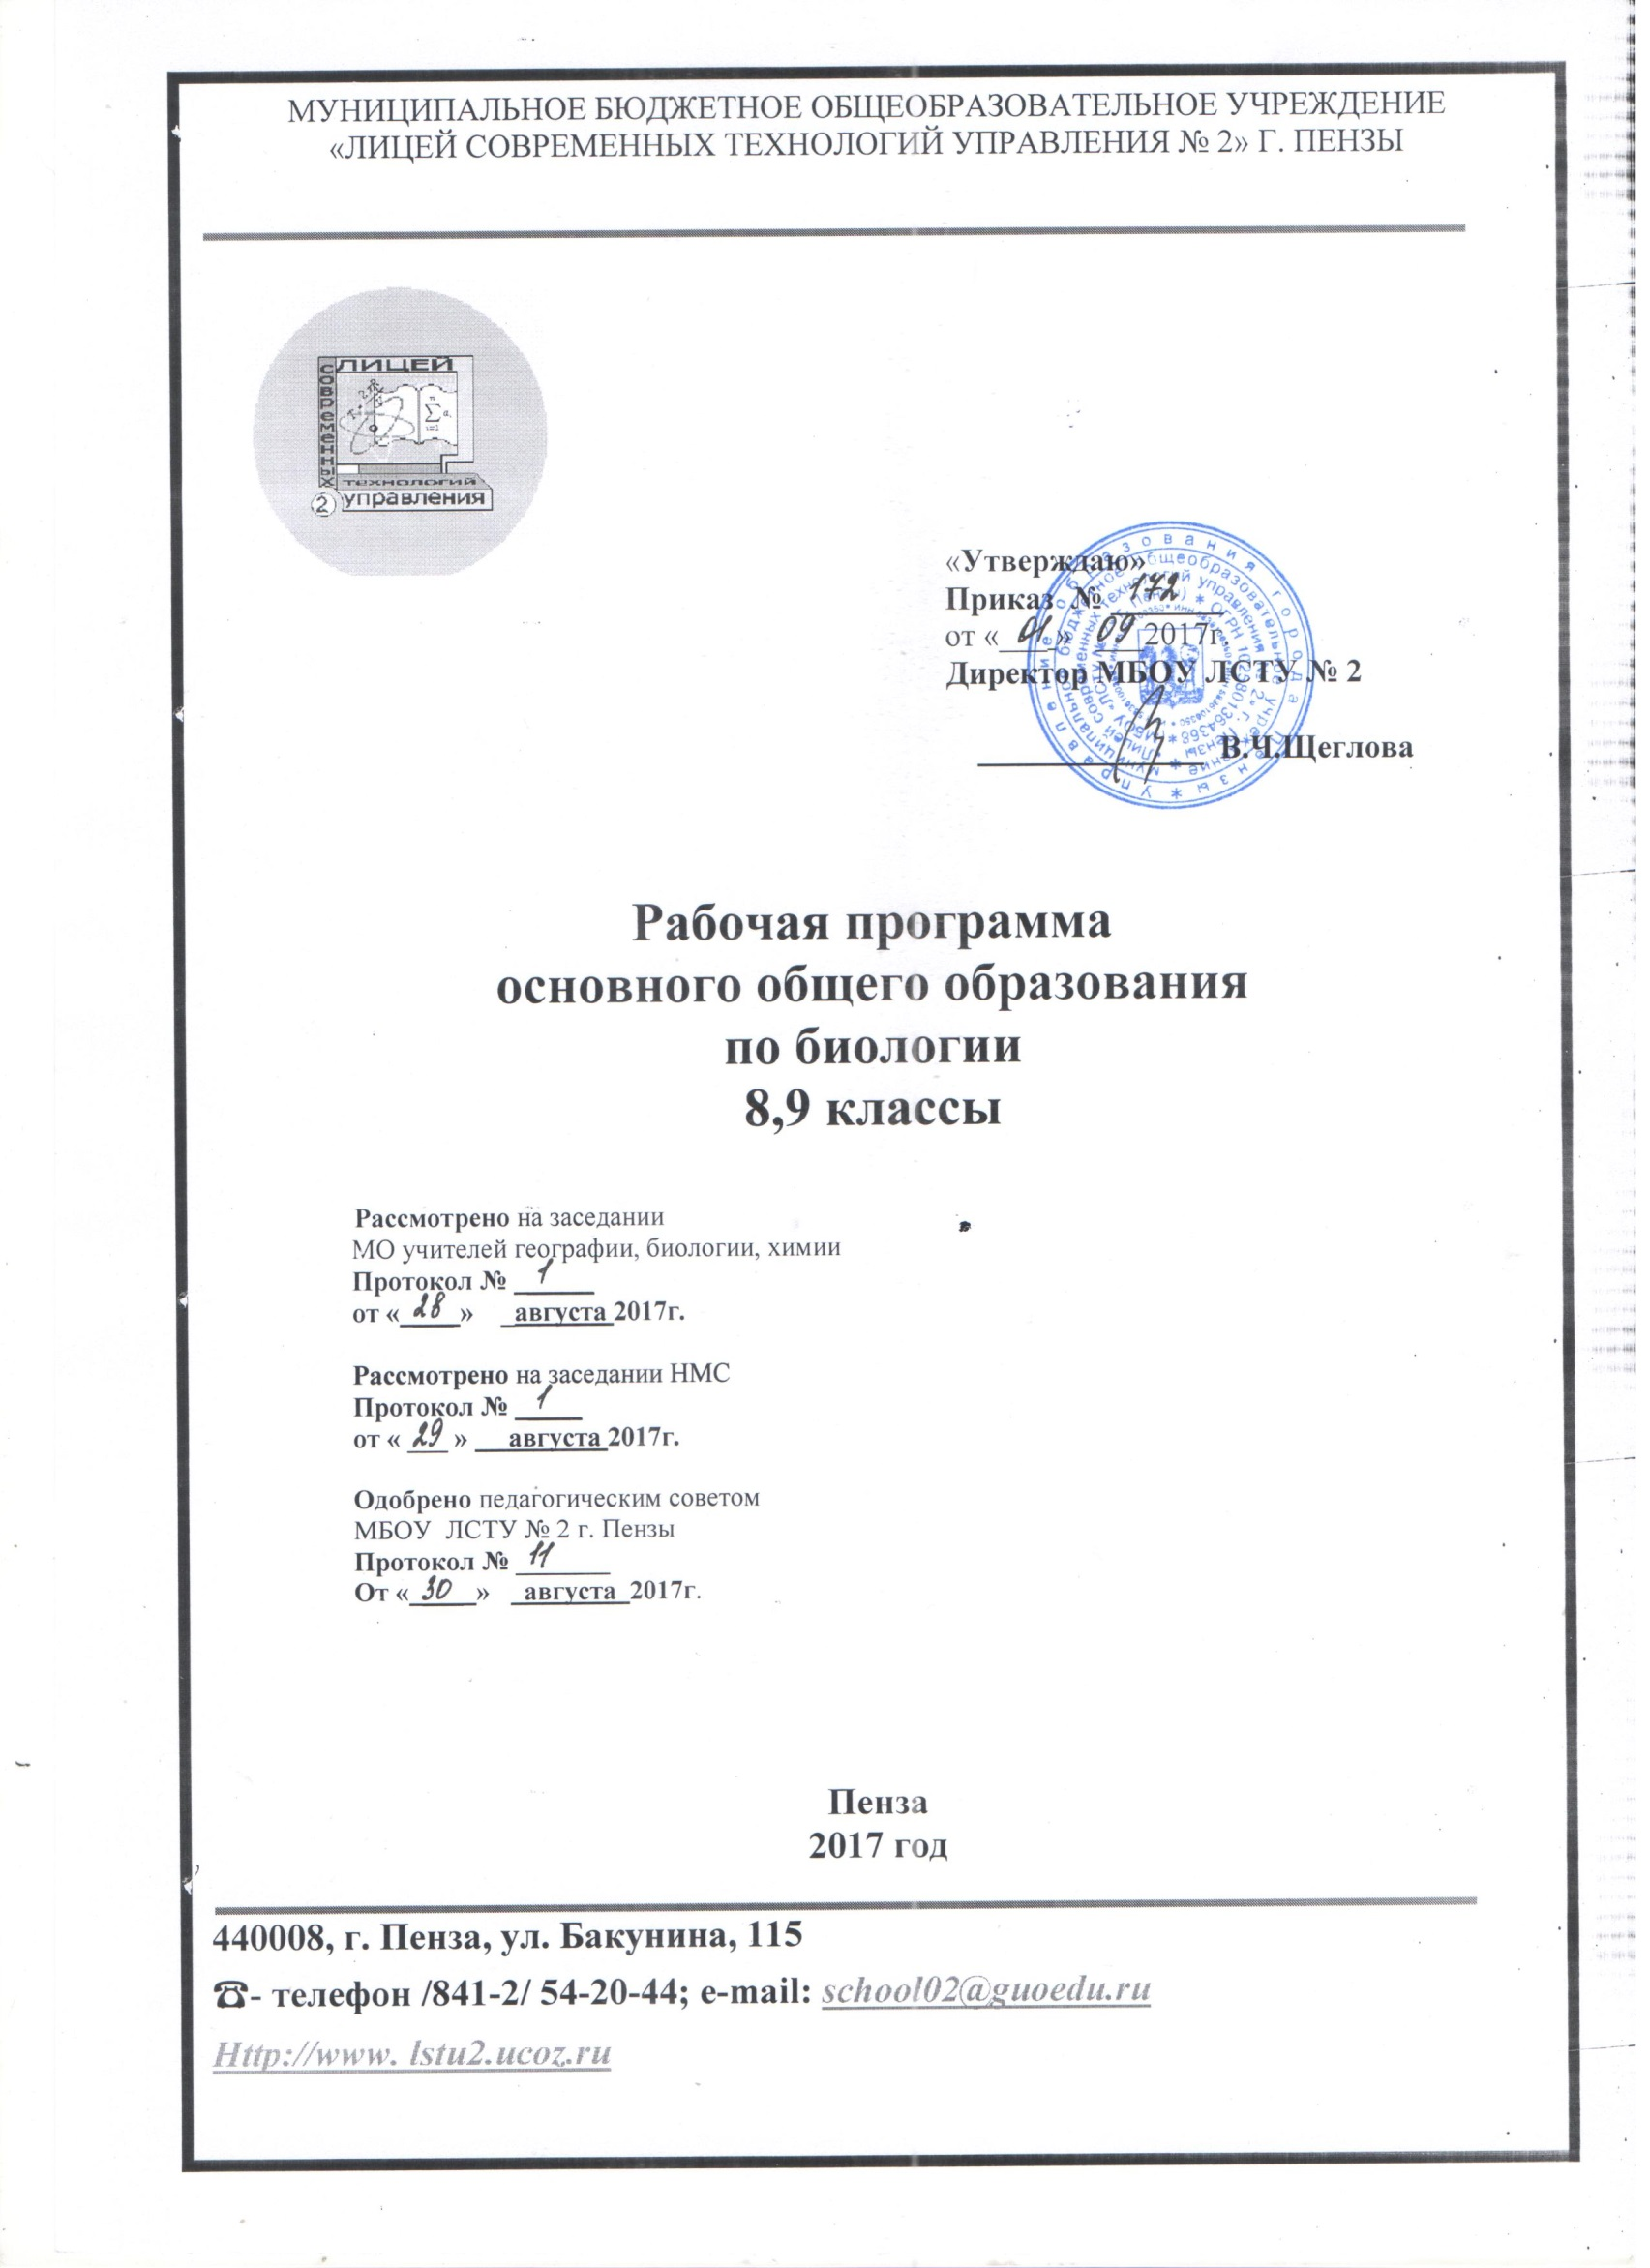 МУНИЦИПАЛЬНОЕ БЮДЖЕТНОЕ ОБЩЕОБРАЗОВАТЕЛЬНОЕ УЧРЕЖДЕНИЕ
«ЛИЦЕЙ СОВРЕМЕННЫХ ТЕХНОЛОГИЙ УПРАВЛЕНИЯ № 2» Г. ПЕНЗЫ
ЛИЦЕЙ
современных
технологий
2 управления
«Утверждаю»
Приказ № 172
от «01» 09 2017г.
Директор МБОУ ЛСТУ № 2
В.Ч.Щеглова
Управление образования города Пензы
Рабочая программа
основного общего образования
по биологии
8,9 классы
Рассмотрено на заседании
МО учителей географии, биологии, химии
Протокол № 1
от «28» августа 2017г.
Рассмотрено на заседании НМС
Протокол № 1
от « 29 » августа 2017г.
Одобрено педагогическим советом
МБОУ ЛСТУ № 2 г. Пензы
Протокол № 11
От «30» августа 2017г.
Пенза
2017 год
440008, г. Пенза, ул. Бакунина, 115
☎- телефон /841-2/ 54-20-44; e-mail: school02@guoedu.ru
Http://www. lstu2.ucoz.ru